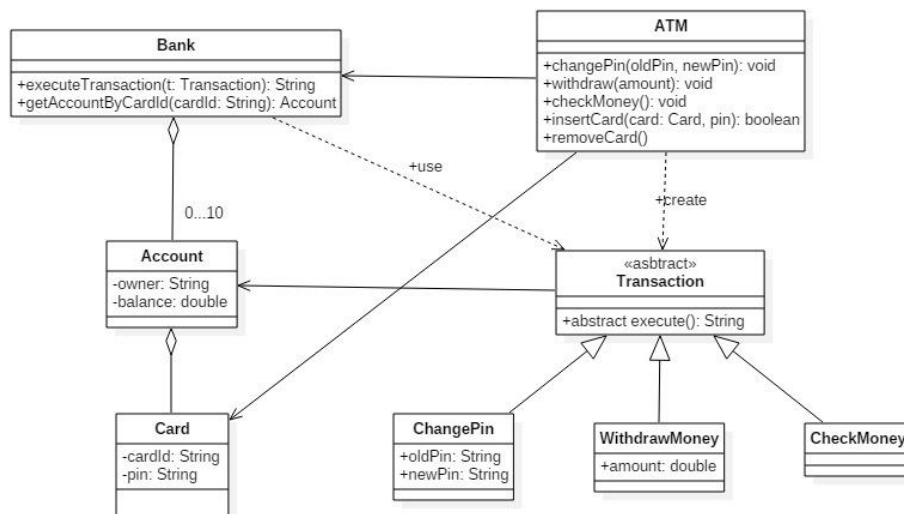 Bank
+executeTransaction(t: Transaction): String
+getAccountByCardId(cardId: String): Account
ATM
+changePin(oldPin, newPin): void
+withdraw(amount): void
+checkMoney(): void
+insertCard(card: Card, pin): boolean
+removeCard()
+use
+create
0...10
Account
-owner: String
-balance: double
«asbtract»
Transaction
+abstract execute(): String
Card
-cardId: String
-pin: String
ChangePin
+oldPin: String
+newPin: String
WithdrawMoney
+amount: double
CheckMoney